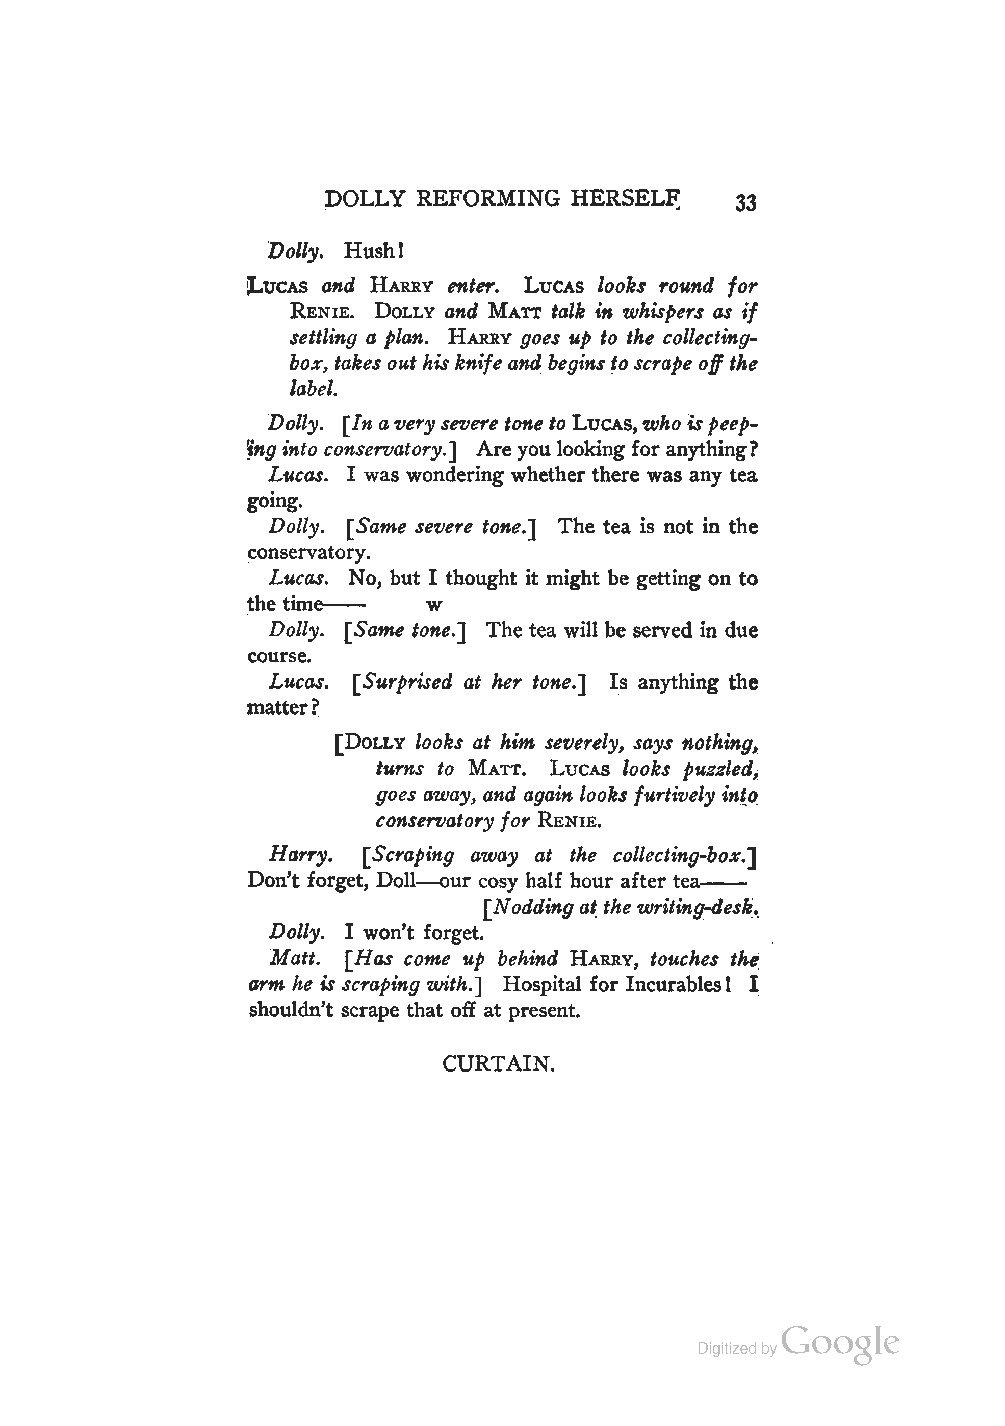 DOLLY REFORMING HERSELF 33
Dolly. Hush!
LUCAS and HARRY enter. LUCAS looks round for
RENIE. DOLLY and MATT talk in whispers as if
settling a plan. HARRY goes up to the collecting-
box, takes out his knife and begins to scrape off the
label.
Dolly. [In a very severe tone to LUCAS, who is peep-
ing into conservatory.] Are you looking for anything?
Lucas. I was wondering whether there was any tea
going.
Dolly. [Same severe tone.] The tea is not in the
conservatory.
Lucas. No, but I thought it might be getting on to
the time—— w
Dolly. [Same tone.] The tea will be served in due
course.
Lucas. [Surprised at her tone.] Is anything the
matter?
[DOLLY looks at him severely, says nothing,
turns to MATT. LUCAS looks puzzled,
goes away, and again looks furtively into
conservatory for RENIE.
Harry. [Scraping away at the collecting-box.]
Don't forget, Doll—our cosy half hour after tea——
[Nodding at the writing-desk.
Dolly. I won't forget.
Matt. [Has come up behind HARRY, touches the
arm he is scraping with.] Hospital for Incurables! I
shouldn't scrape that off at present.
CURTAIN.
Digitized by Google